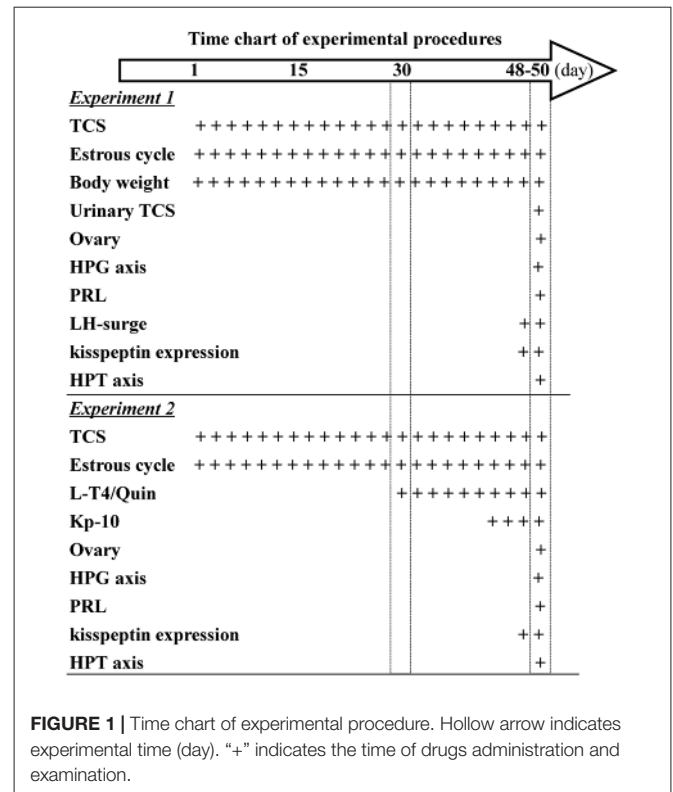 Time chart of experimental procedures
1 15 30 48-50 (day)
Experiment 1
TCS + + + + + + + + + + + + + + + + + + + + + + +
Estrous cycle + + + + + + + + + + + + + + + + + + + + + + +
Body weight + + + + + + + + + + + + + + + + + + + + + + +
Urinary TCS +
Ovary +
HPG axis +
PRL +
LH-surge + +
kisspeptin expression + +
HPT axis +
Experiment 2
TCS + + + + + + + + + + + + + + + + + + + + + + +
Estrous cycle + + + + + + + + + + + + + + + + + + + + + + +
L-T4/Quin + + + + + + + + + +
Kp-10 + + + +
Ovary +
HPG axis +
PRL +
kisspeptin expression + +
HPT axis +
FIGURE 1 | Time chart of experimental procedure. Hollow arrow indicates
experimental time (day). “+” indicates the time of drugs administration and
examination.